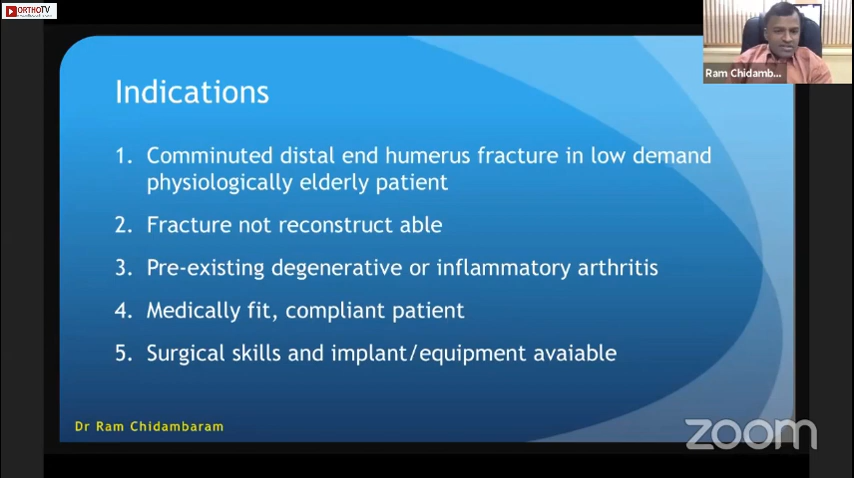 ORTHOTV
Ram Chidamb...
Indications
1. Comminuted distal end humerus fracture in low demand
physiologically elderly patient
2. Fracture not reconstruct able
3. Pre-existing degenerative or inflammatory arthritis
4. Medically fit, compliant patient
5. Surgical skills and implant/equipment avaiable
Dr Ram Chidambaram
zoom